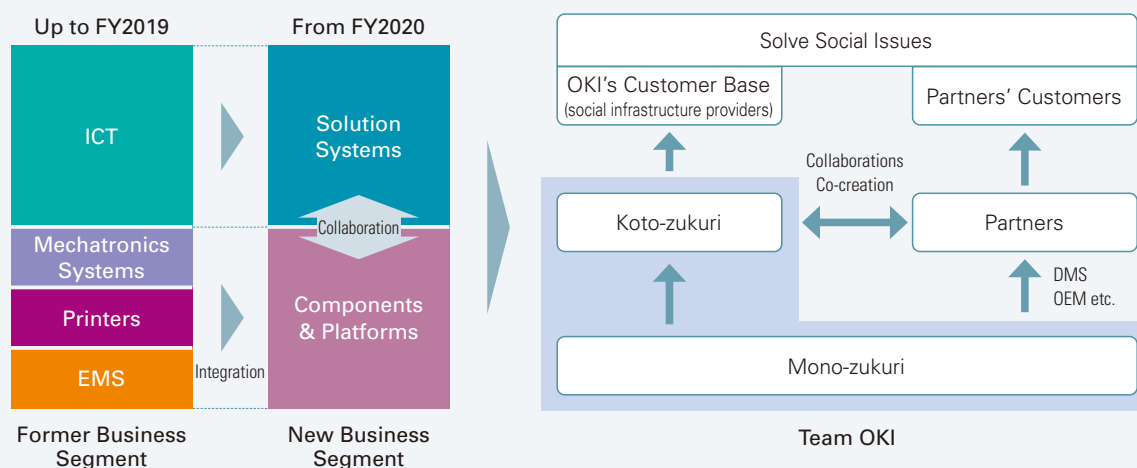 Up to FY2019
From FY2020
ICT
Mechatronics
Systems
Printers
EMS
Integration
Solution
Systems
Collaboration
Components
& Platforms
Former Business
Segment
New Business
Segment
Solve Social Issues
OKI's Customer Base
(social infrastructure providers)
Partners' Customers
Collaborations
Co-creation
Koto-zukuri
Partners
DMS
OEM etc.
Mono-zukuri
Team OKI